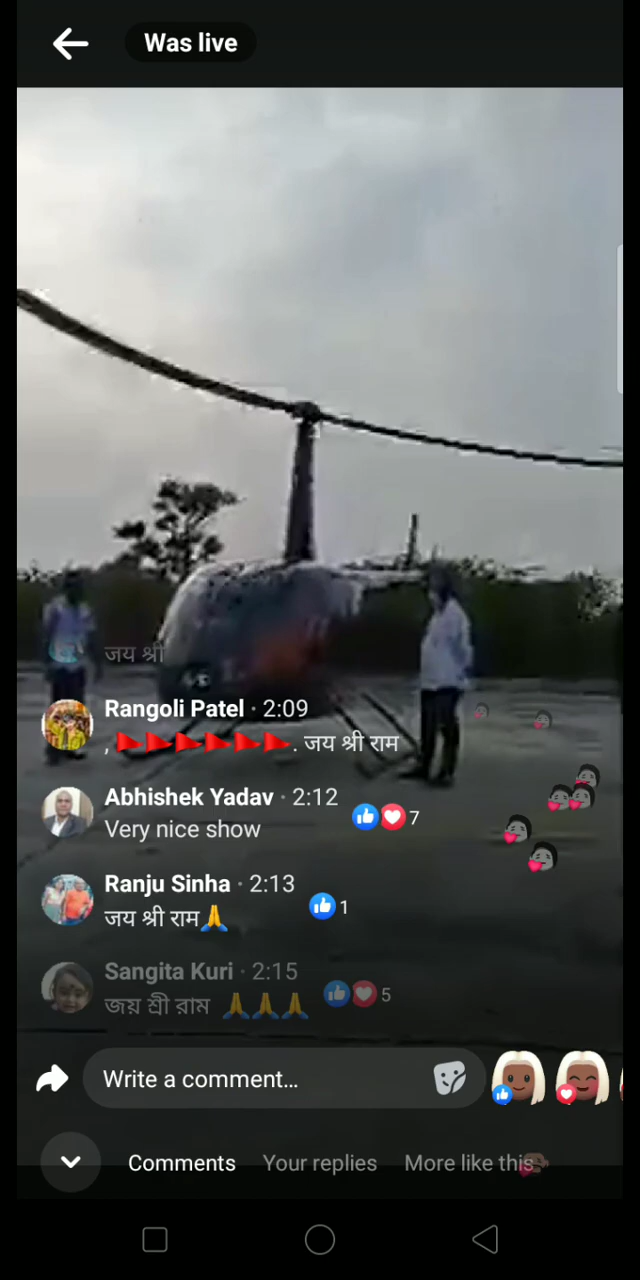 Was live
जय श्री
Rangoli Patel · 2:09
, 🚩🚩🚩🚩🚩🚩. जय श्री राम
Abhishek Yadav · 2:12
Very nice show
7
Ranju Sinha · 2:13
जय श्री राम🙏
1
Sangita Kuri · 2:15
জয় শ্রী রাম 🙏🙏🙏
5
Write a comment...
Comments
Your replies
More like this